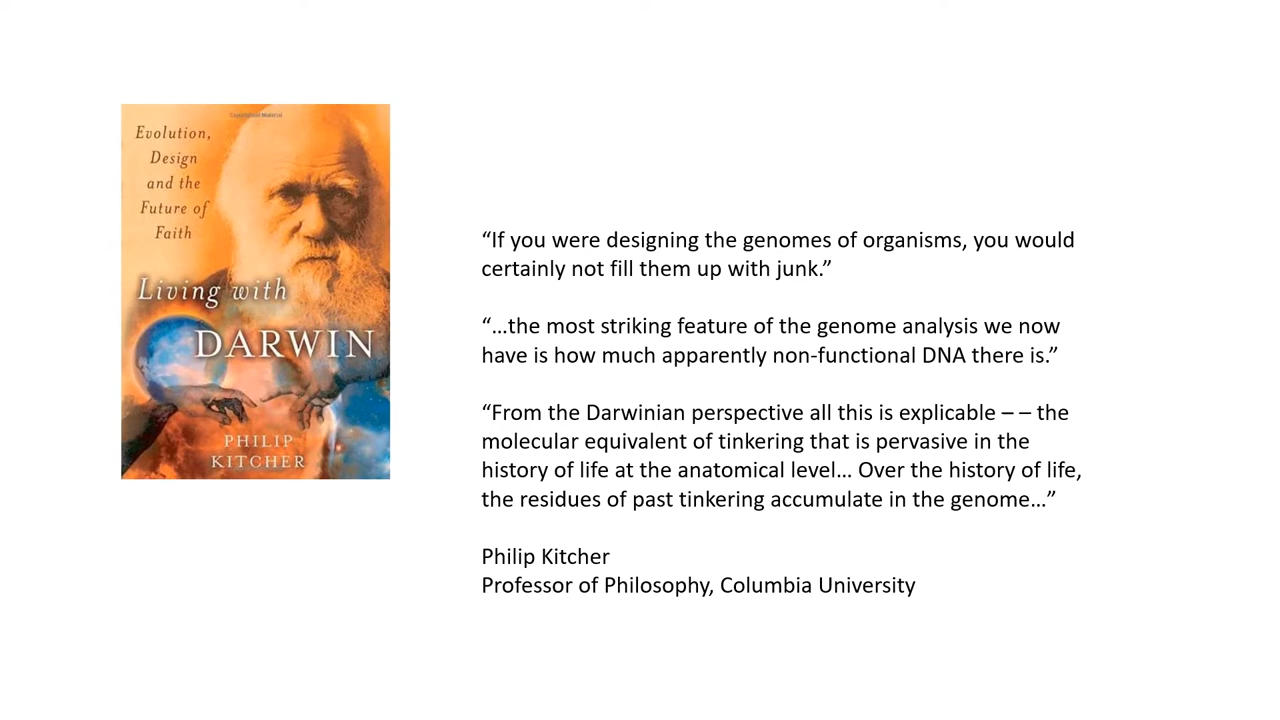 Copyrighted Material
Evolution,
Design
and the
Future of
Faith
Living with
DARWIN
PHILIP
KITCHER
“If you were designing the genomes of organisms, you would
certainly not fill them up with junk.”
“…the most striking feature of the genome analysis we now
have is how much apparently non-functional DNA there is.”
“From the Darwinian perspective all this is explicable – – the
molecular equivalent of tinkering that is pervasive in the
history of life at the anatomical level… Over the history of life,
the residues of past tinkering accumulate in the genome…”
Philip Kitcher
Professor of Philosophy, Columbia University